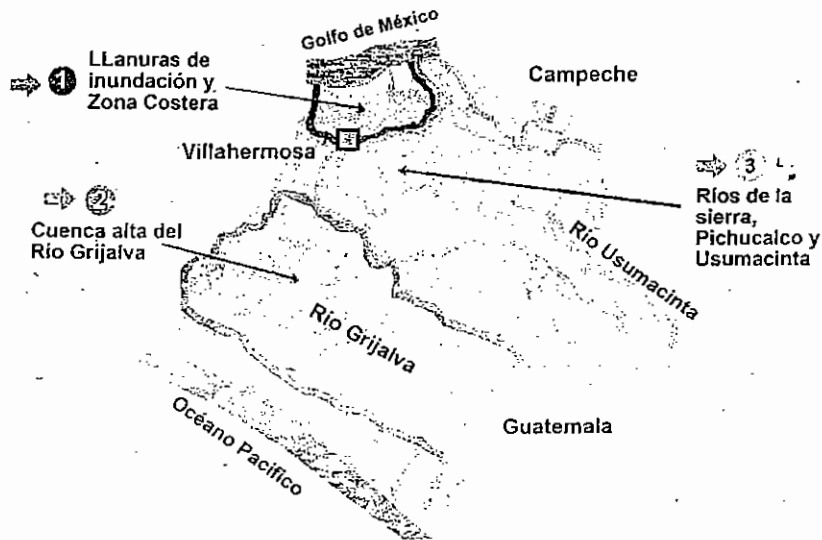 Golfo de México
1
LLanuras de
inundación y
Zona Costera
Campeche
Villahermosa
2
Cuenca alta del
Río Grijalva
3
Ríos de la
sierra,
Pichucalco y
Usumacinta
Río Usumacinta
Río Grijalva
Océano Pacífico
Guatemala